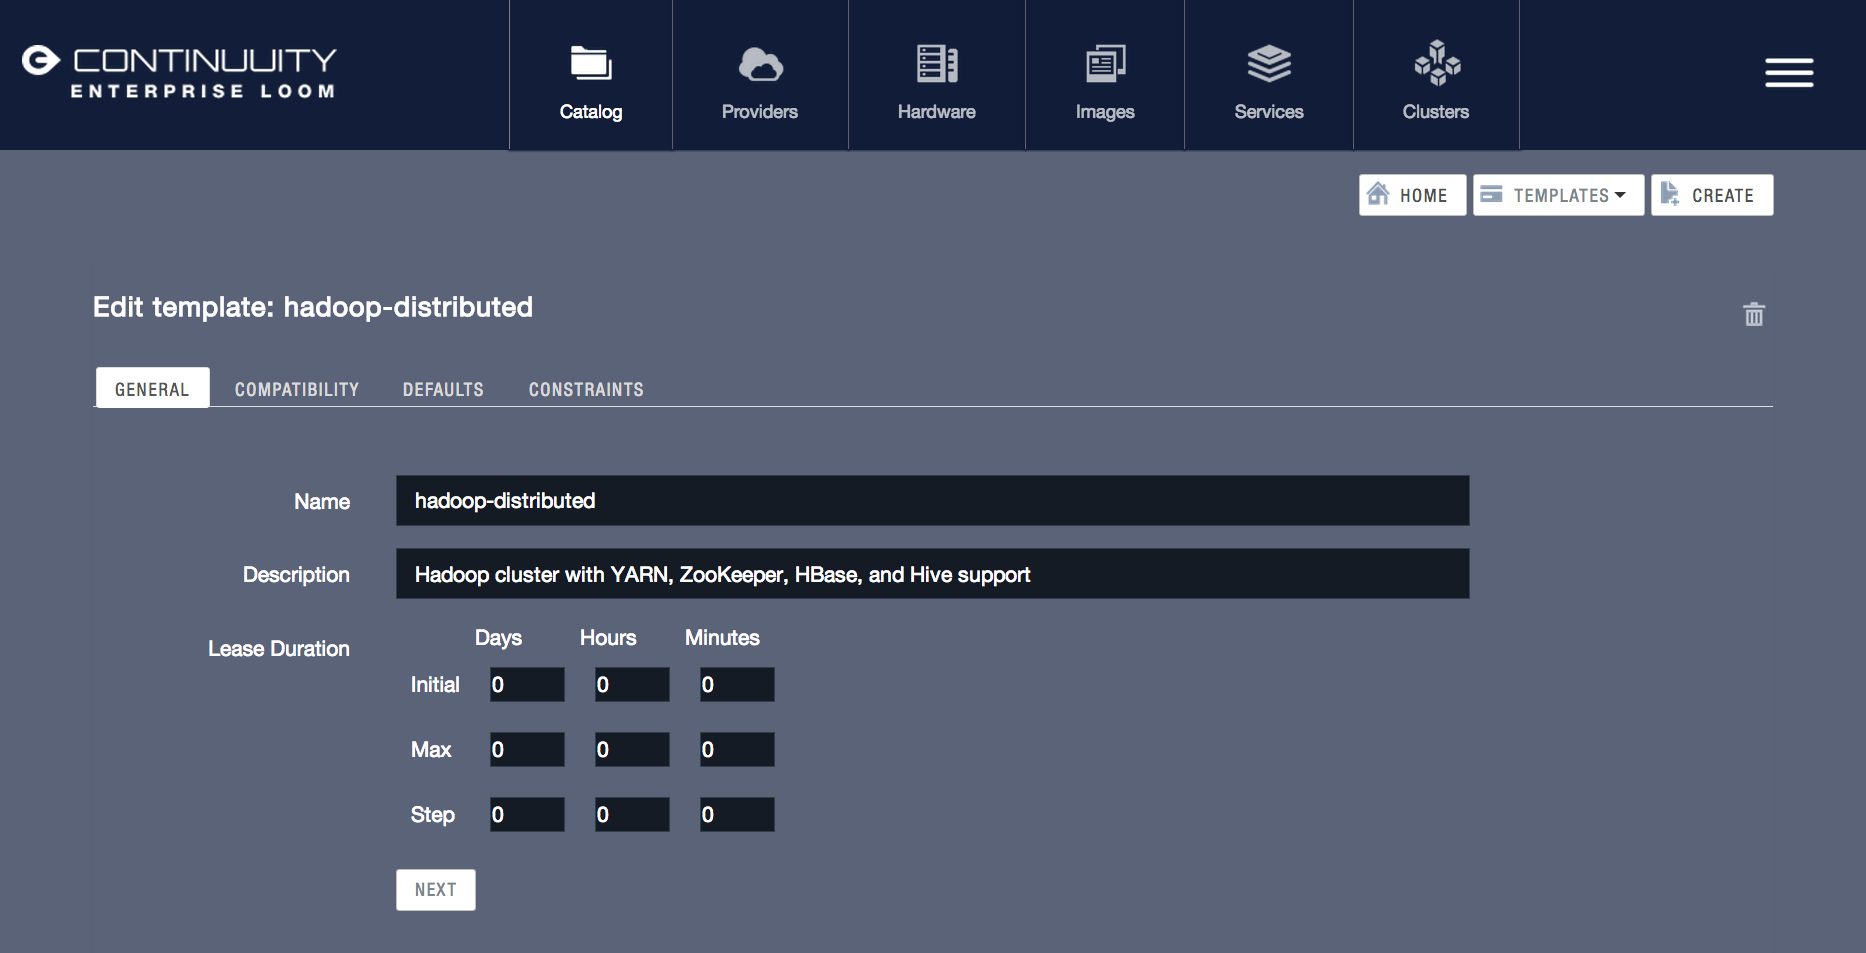 CONTINUUITY
ENTERPRISE LOOM
Catalog
Providers
Hardware
Images
Services
Clusters
HOME
TEMPLATES
CREATE
Edit template: hadoop-distributed
GENERAL
COMPATIBILITY
DEFAULTS
CONSTRAINTS
Name
hadoop-distributed
Description
Hadoop cluster with YARN, ZooKeeper, HBase, and Hive support
Lease Duration
Days Hours Minutes
Initial 0 0 0
Max 0 0 0
Step 0 0 0
NEXT